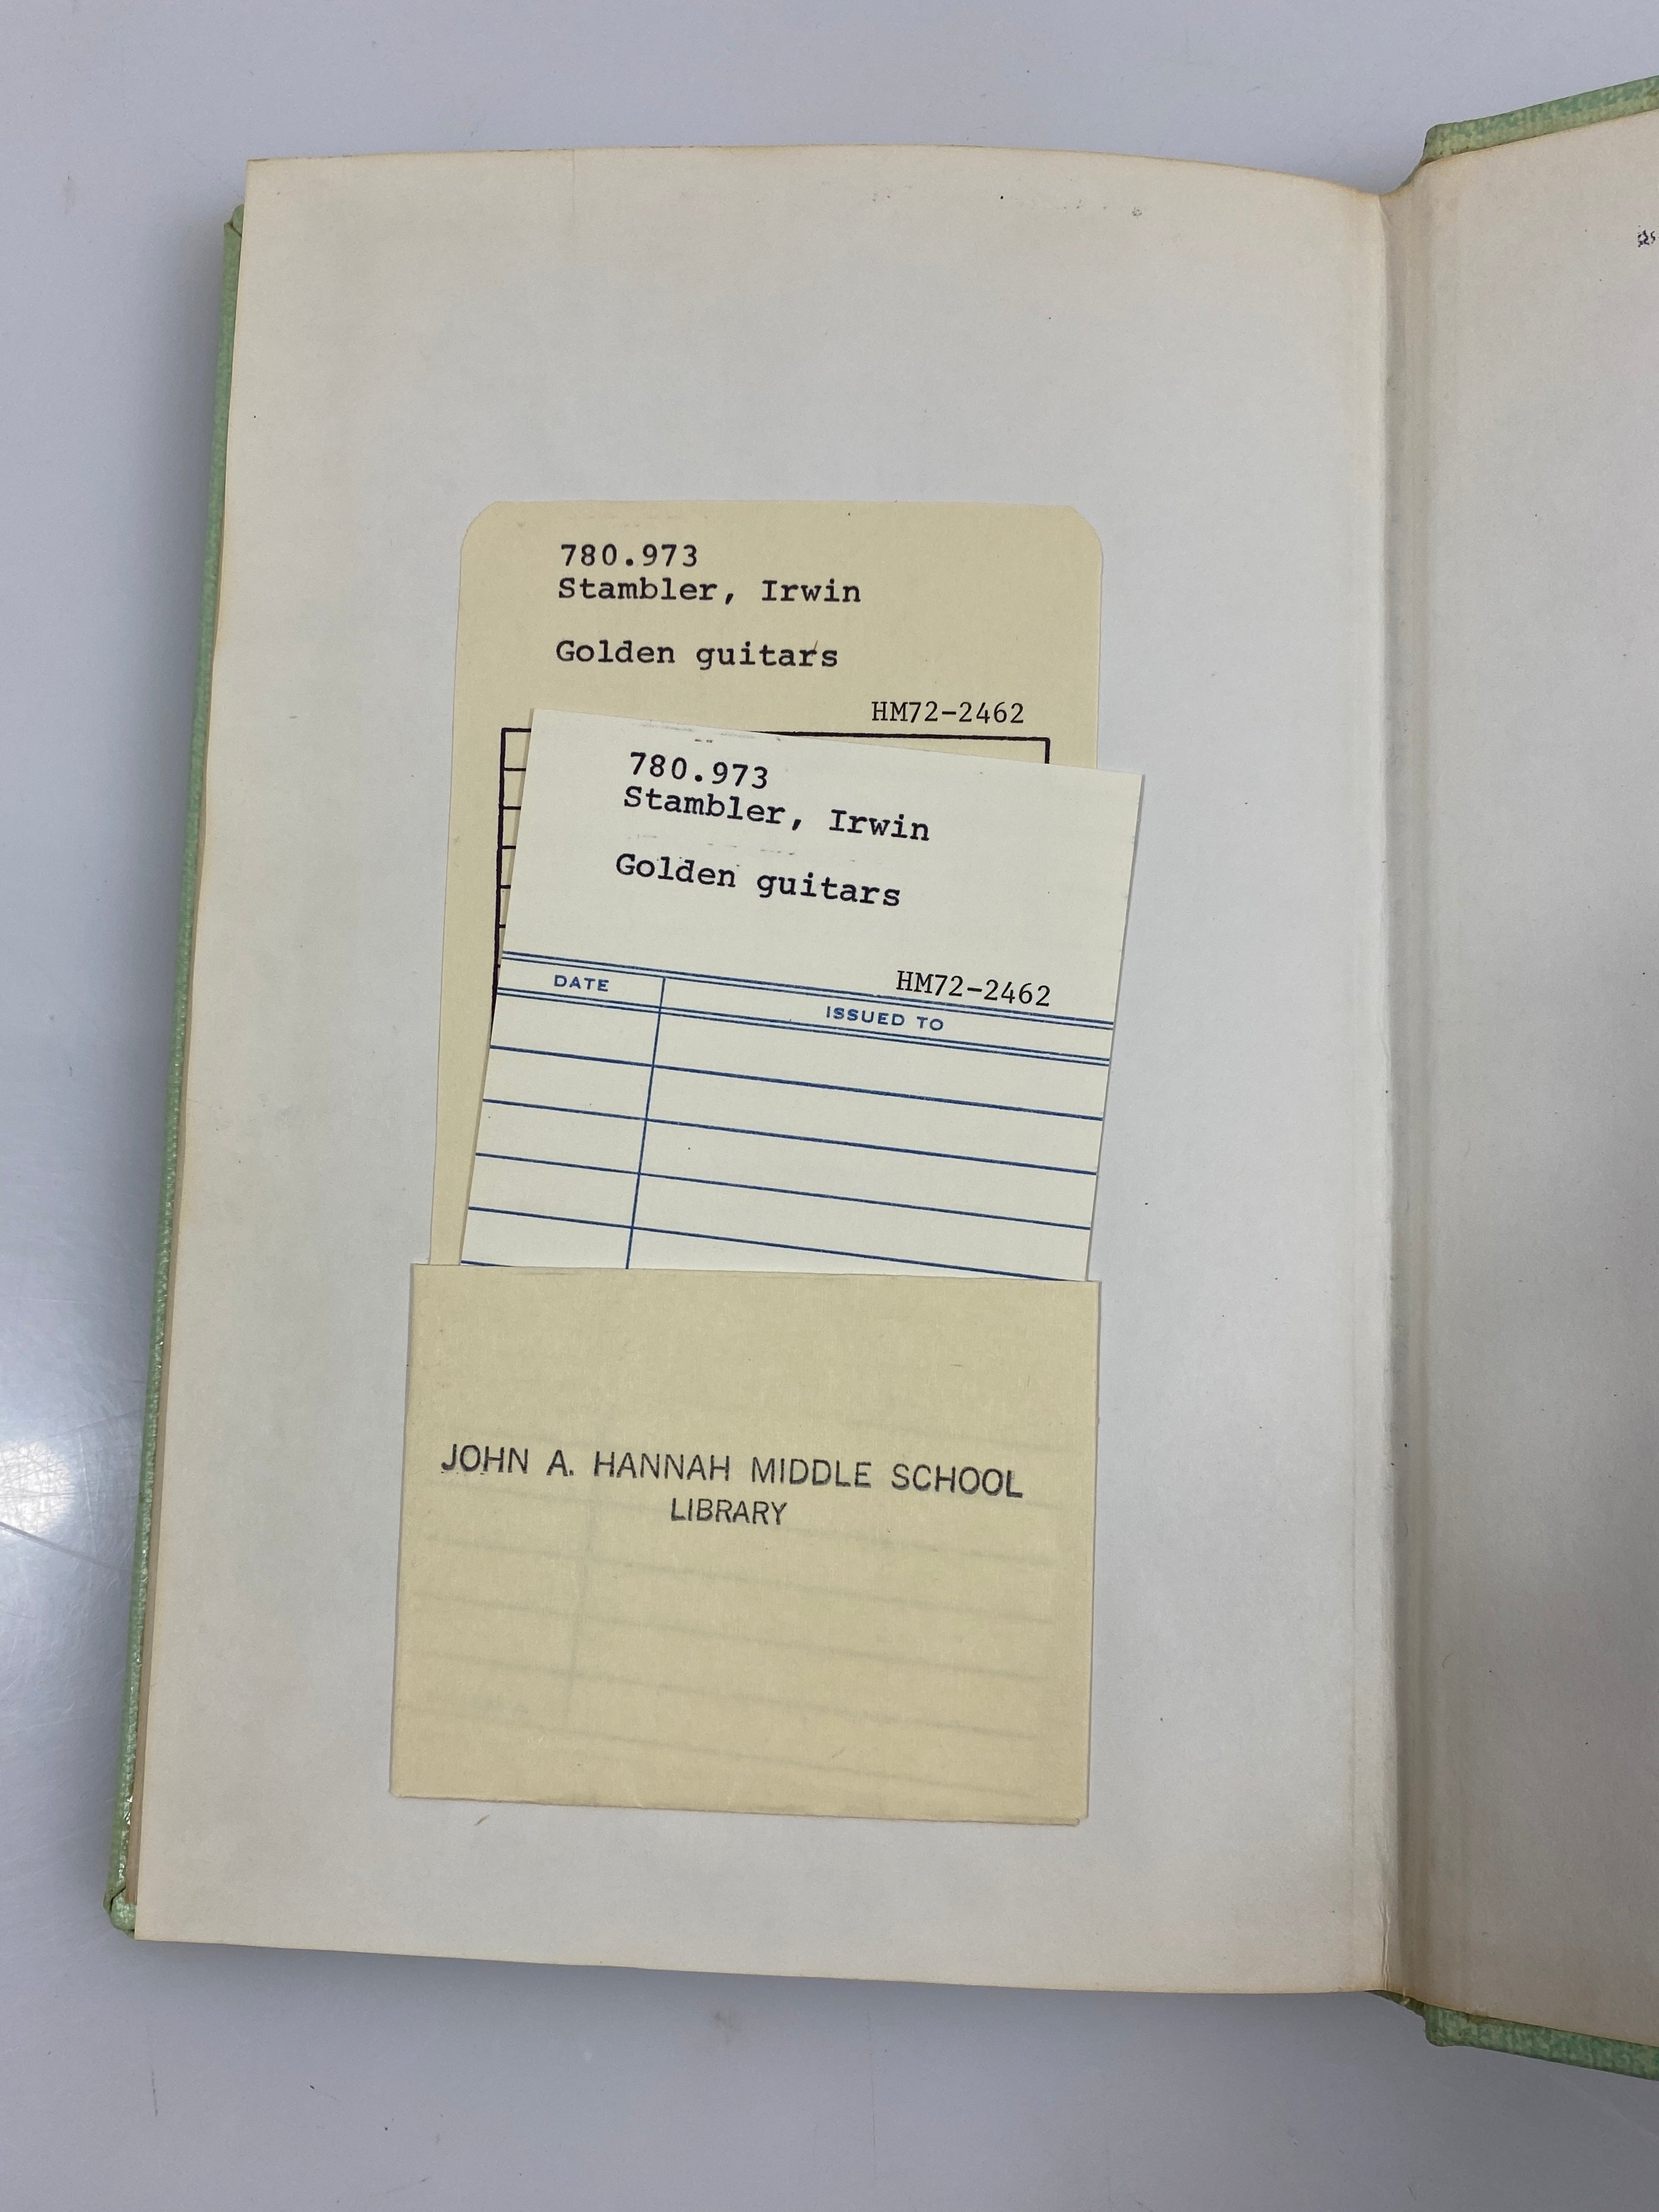 780.973
Stambler, Irwin
Golden guitars
HM72-2462
780.973
Stambler, Irwin
Golden guitars
HM72-2462
DATE
ISSUED TO
JOHN A. HANNAH MIDDLE SCHOOL
LIBRARY